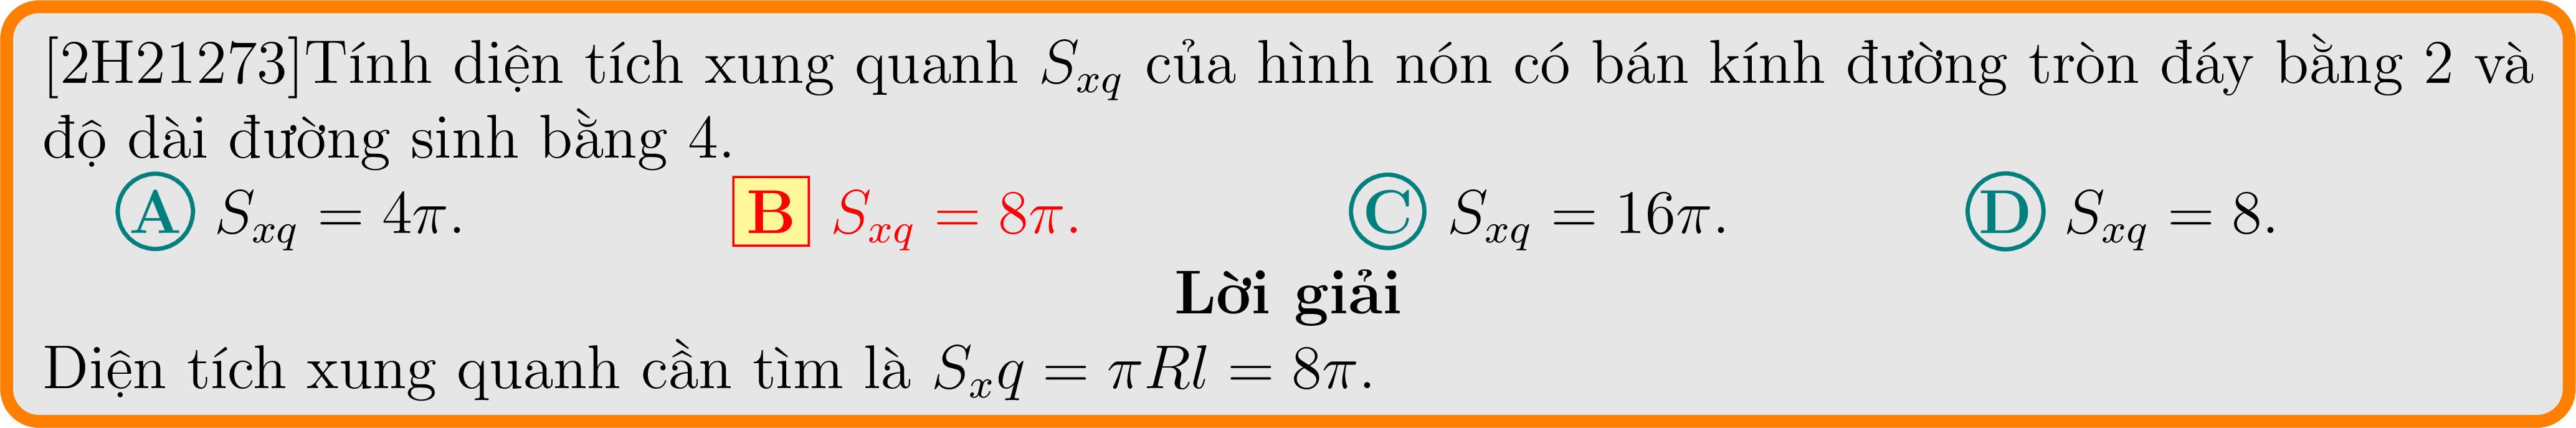 [2H21273]Tính diện tích xung quanh $S_{xq}$ của hình nón có bán kính đường tròn đáy bằng 2 và
độ dài đường sinh bằng 4.
A $S_{xq} = 4\pi$. B $S_{xq} = 8\pi$. C $S_{xq} = 16\pi$. D $S_{xq} = 8$.
Lời giải
Diện tích xung quanh cần tìm là $S_xq = \pi Rl = 8\pi$.